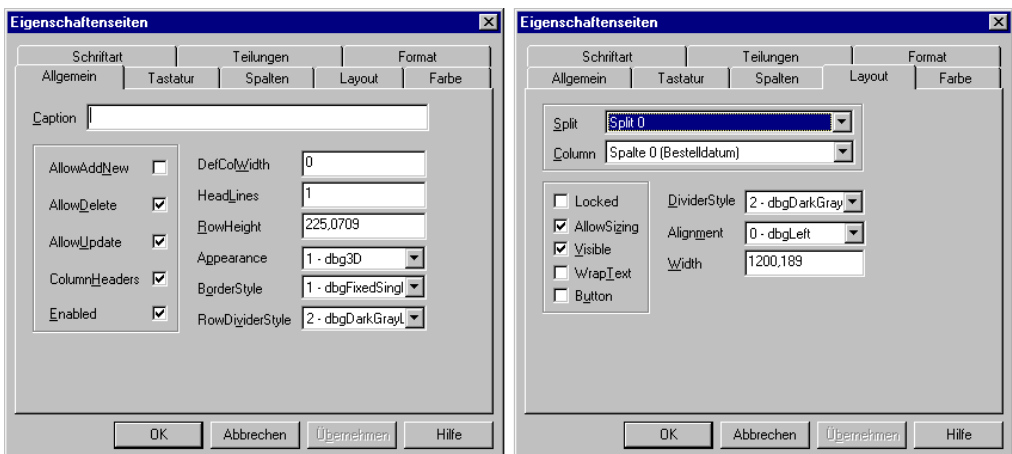 Eigenschaftenseiten
Schriftart Teilungen Format
Allgemein Tastatur Spalten Layout Farbe
Caption
AllowAddNew
AllowDelete
AllowUpdate
ColumnHeaders
Enabled
DefColWidth 0
HeadLines 1
RowHeight 225,0709
Appearance 1 - dbg3D
BorderStyle 1 - dbgFixedSingl
RowDividerStyle 2 - dbgDarkGrayL
OK Abbrechen Übernehmen Hilfe
Eigenschaftenseiten
Schriftart Teilungen Format
Allgemein Tastatur Spalten Layout Farbe
Split Split 0
Column Spalte 0 (Bestelldatum)
Locked
AllowSizing
Visible
WrapText
Button
DividerStyle 2 - dbgDarkGray
Alignment 0 - dbgLeft
Width 1200,189
OK Abbrechen Übernehmen Hilfe